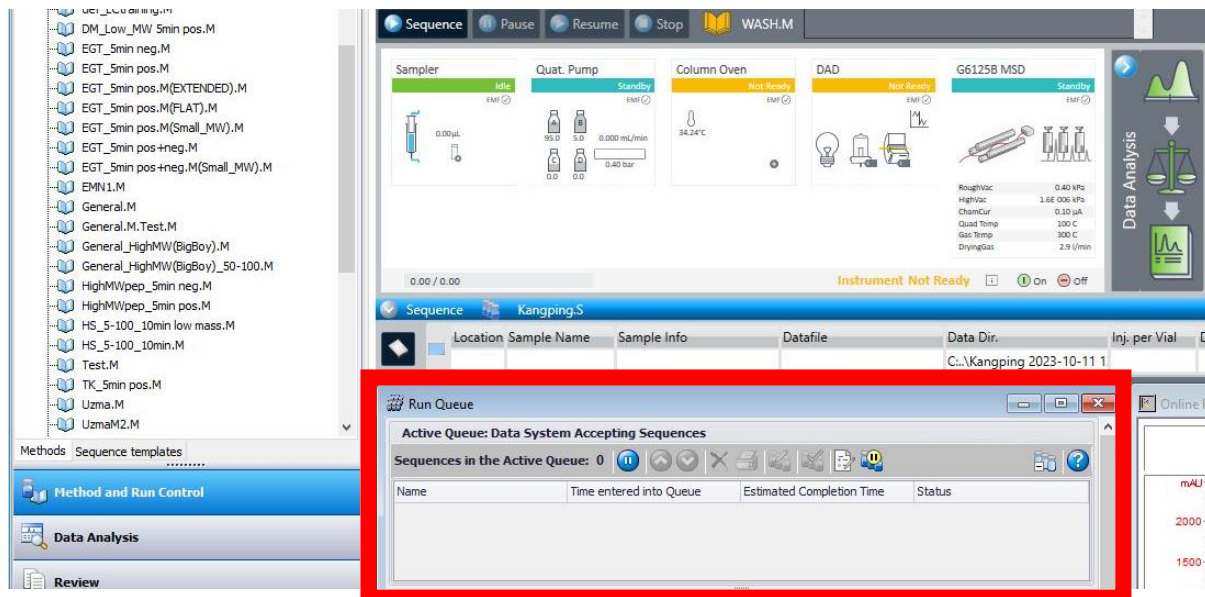 DM_Low_MW 5min pos.M
EGT_5min neg.M
EGT_5min pos.M
EGT_5min pos.M(EXTENDED).M
EGT_5min pos.M(FLAT).M
EGT_5min pos.M(Small_MW).M
EGT_5min pos+neg.M
EGT_5min pos+neg.M(Small_MW).M
EMN1.M
General.M
General.M.Test.M
General_HighMW(BigBoy).M
General_HighMW(BigBoy)_50-100.M
HighMWpep_5min neg.M
HighMWpep_5min pos.M
HS_5-100_10min low mass.M
HS_5-100_10min.M
Test.M
TK_5min pos.M
Uzma.M
UzmaM2.M
Methods Sequence templates
Method and Run Control
Data Analysis
Review
Sequence Pause Resume Stop WASH.M
Sampler Quat. Pump Column Oven DAD G6125B MSD
Idle Standby Not Ready Not Ready Standby
EMF EMF EMF EMF EMF
A B
0.00 µL 95.0 5.0 0.000 mL/min 34.24°C
C D
0.40 bar
0.0 0.0
RoughVac 0.40 kPa
HighVac 1.6E 006 kPa
ChamCur 0.10 µA
Quad Temp 100 C
Gas Temp 300 C
DryingGas 2.9 l/min
Data Analysis
0.00 / 0.00 Instrument Not Ready i On Off
Sequence Kangping.S
Location Sample Name Sample Info Datafile Data Dir. Inj. per Vial
C:..\Kangping 2023-10-11 1
Run Queue
Active Queue: Data System Accepting Sequences
Sequences in the Active Queue: 0
Name Time entered into Queue Estimated Completion Time Status
Online
mAU
2000
1500